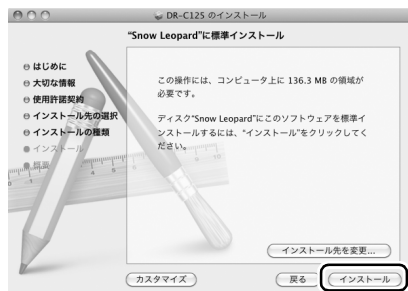 DR-C125 のインストール
“Snow Leopard”に標準インストール
はじめに
大切な情報
使用許諾契約
インストール先の選択
インストールの種類
インストール
概要
この操作には、コンピュータ上に 136.3 MB の領域が
必要です。
ディスク“Snow Leopard”にこのソフトウェアを標準イ
ンストールするには、“インストール”をクリックしてく
ださい。
インストール先を変更...
カスタマイズ
戻る
インストール